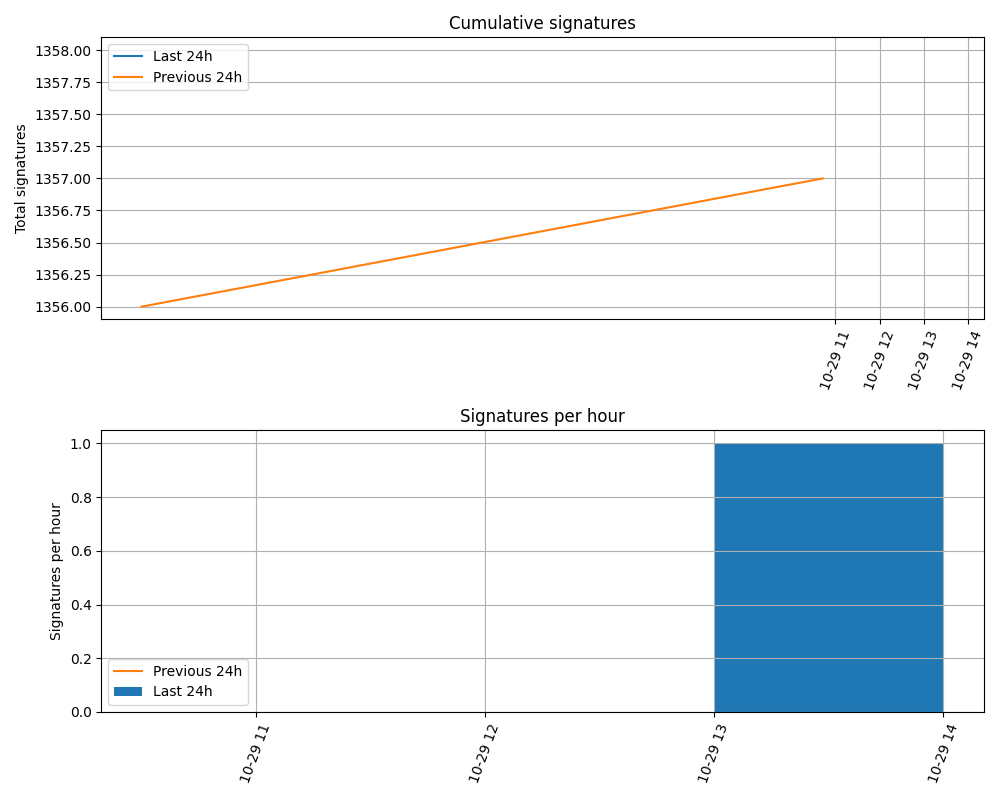 Cumulative signatures
Last 24h
Previous 24h
Total signatures
1358.00
1357.75
1357.50
1357.25
1357.00
1356.75
1356.50
1356.25
1356.00
10-29 11
10-29 12
10-29 13
10-29 14
Signatures per hour
Signatures per hour
1.0
0.8
0.6
0.4
0.2
0.0
Previous 24h
Last 24h
10-29 11
10-29 12
10-29 13
10-29 14